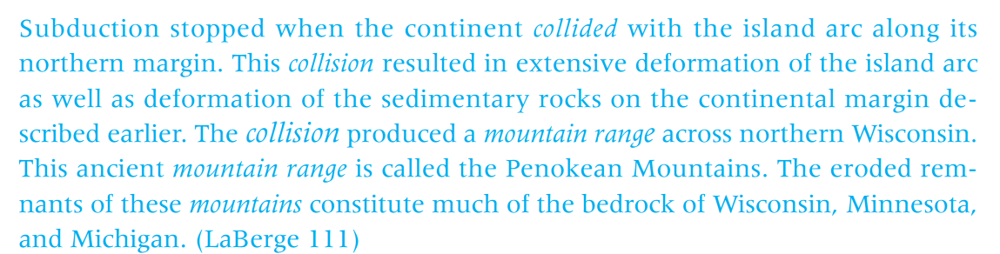 Subduction stopped when the continent collided with the island arc along its
northern margin. This collision resulted in extensive deformation of the island arc
as well as deformation of the sedimentary rocks on the continental margin de-
scribed earlier. The collision produced a mountain range across northern Wisconsin.
This ancient mountain range is called the Penokean Mountains. The eroded rem-
nants of these mountains constitute much of the bedrock of Wisconsin, Minnesota,
and Michigan. (LaBerge 111)